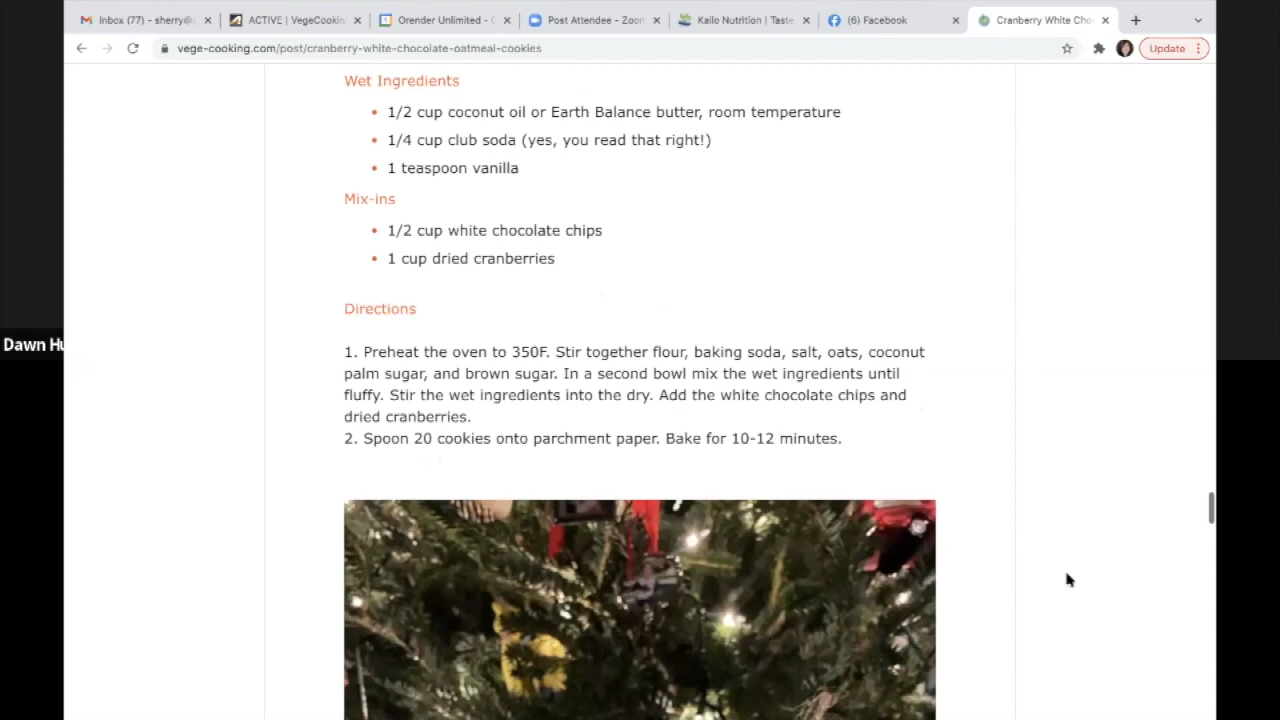 Inbox (77) - sherry@
ACTIVE | VegeCookin
Orender Unlimited -
Post Attendee - Zoon
Kailo Nutrition | Taste
(6) Facebook
Cranberry White Cho
vege-cooking.com/post/cranberry-white-chocolate-oatmeal-cookies
Update
Wet Ingredients
• 1/2 cup coconut oil or Earth Balance butter, room temperature
• 1/4 cup club soda (yes, you read that right!)
• 1 teaspoon vanilla
Mix-ins
• 1/2 cup white chocolate chips
• 1 cup dried cranberries
Directions
Dawn Hu
1. Preheat the oven to 350F. Stir together flour, baking soda, salt, oats, coconut
palm sugar, and brown sugar. In a second bowl mix the wet ingredients until
fluffy. Stir the wet ingredients into the dry. Add the white chocolate chips and
dried cranberries.
2. Spoon 20 cookies onto parchment paper. Bake for 10-12 minutes.